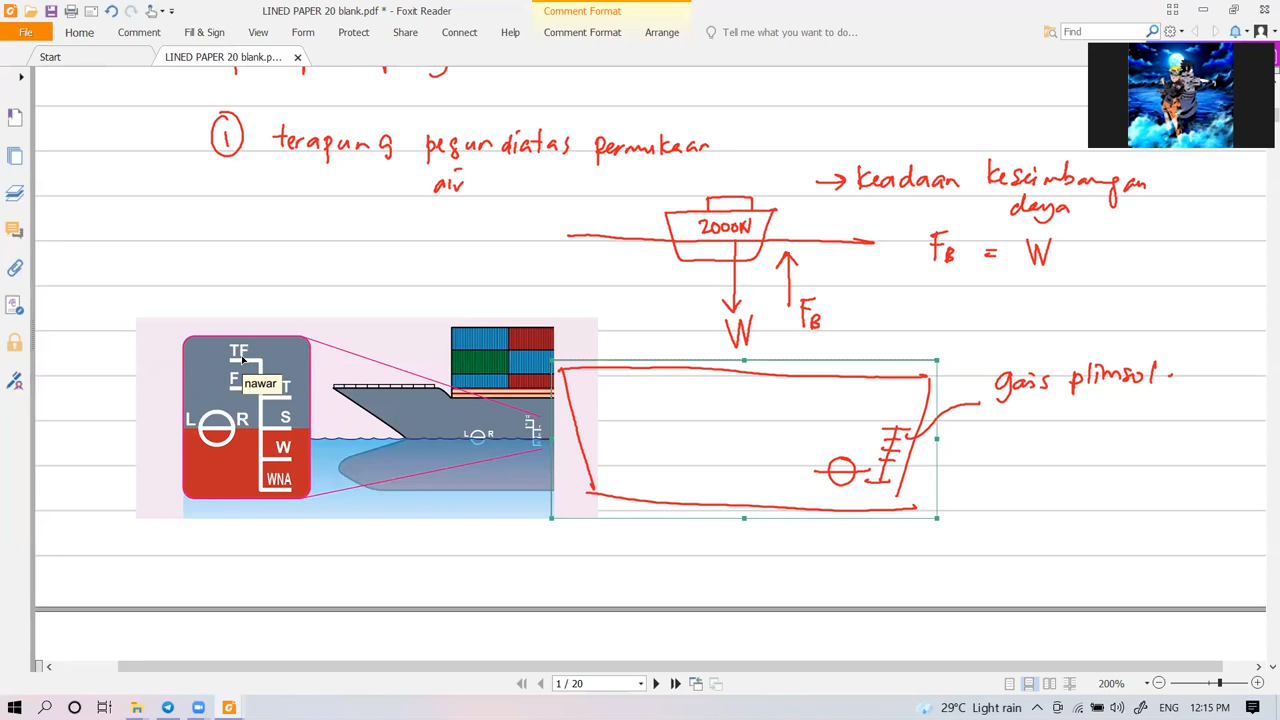 LINED PAPER 20 blank.pdf * - Foxit Reader
Comment Format
File
Home
Comment
Fill & Sign
View
Form
Protect
Share
Connect
Help
Comment Format
Arrange
Tell me what you want to do...
Find
Start
LINED PAPER 20 blank.p...
1 terapung pegun diatas permukaan
air
→ keadaan keseimbangan
daya
2000N
FB = W
W
FB
TF
F
T
nawar
L
R
S
W
WNA
L
R
gais plimsol.
1 / 20
200%
29°C Light rain
ENG
12:15 PM